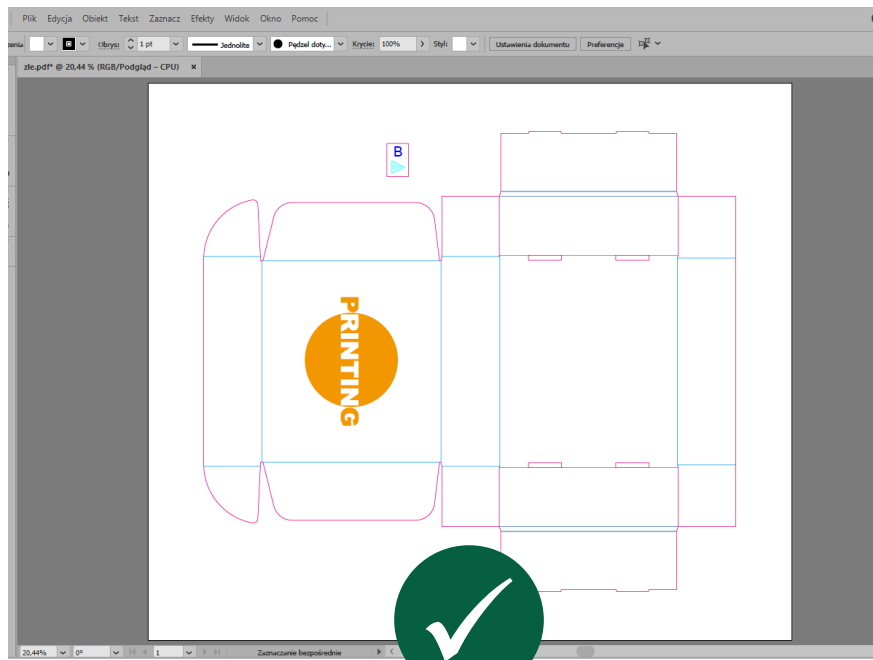 Plik Edycja Obiekt Tekst Zaznacz Efekty Widok Okno Pomoc
Obrys: 1 pt Jednolite Pędzel doty... Krycie: 100% Styl: Ustawienia dokumentu Preferencje
zle.pdf* @ 20,44 % (RGB/Podgląd – CPU) ×
B
PRINTING
20,44% 0° 1 Zaznaczanie bezpośrednie